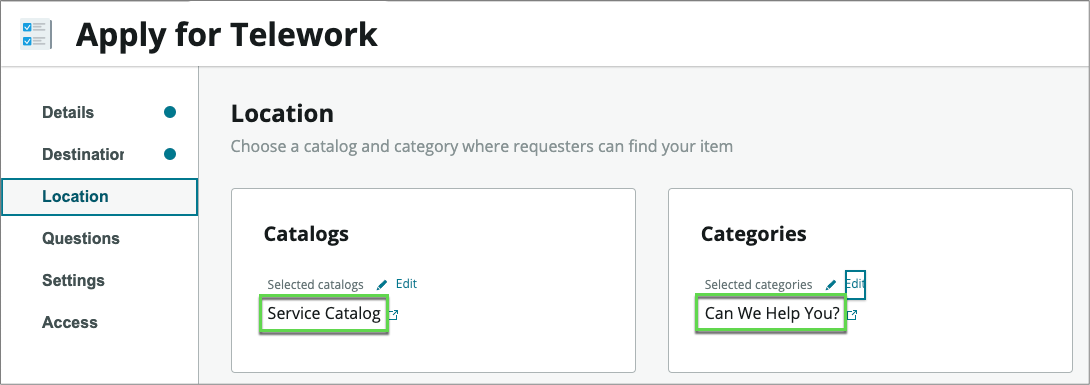 Apply for Telework
Details
Destination
Location
Questions
Settings
Access
Location
Choose a catalog and category where requesters can find your item
Catalogs
Selected catalogs Edit
Service Catalog
Categories
Selected categories Edit
Can We Help You?